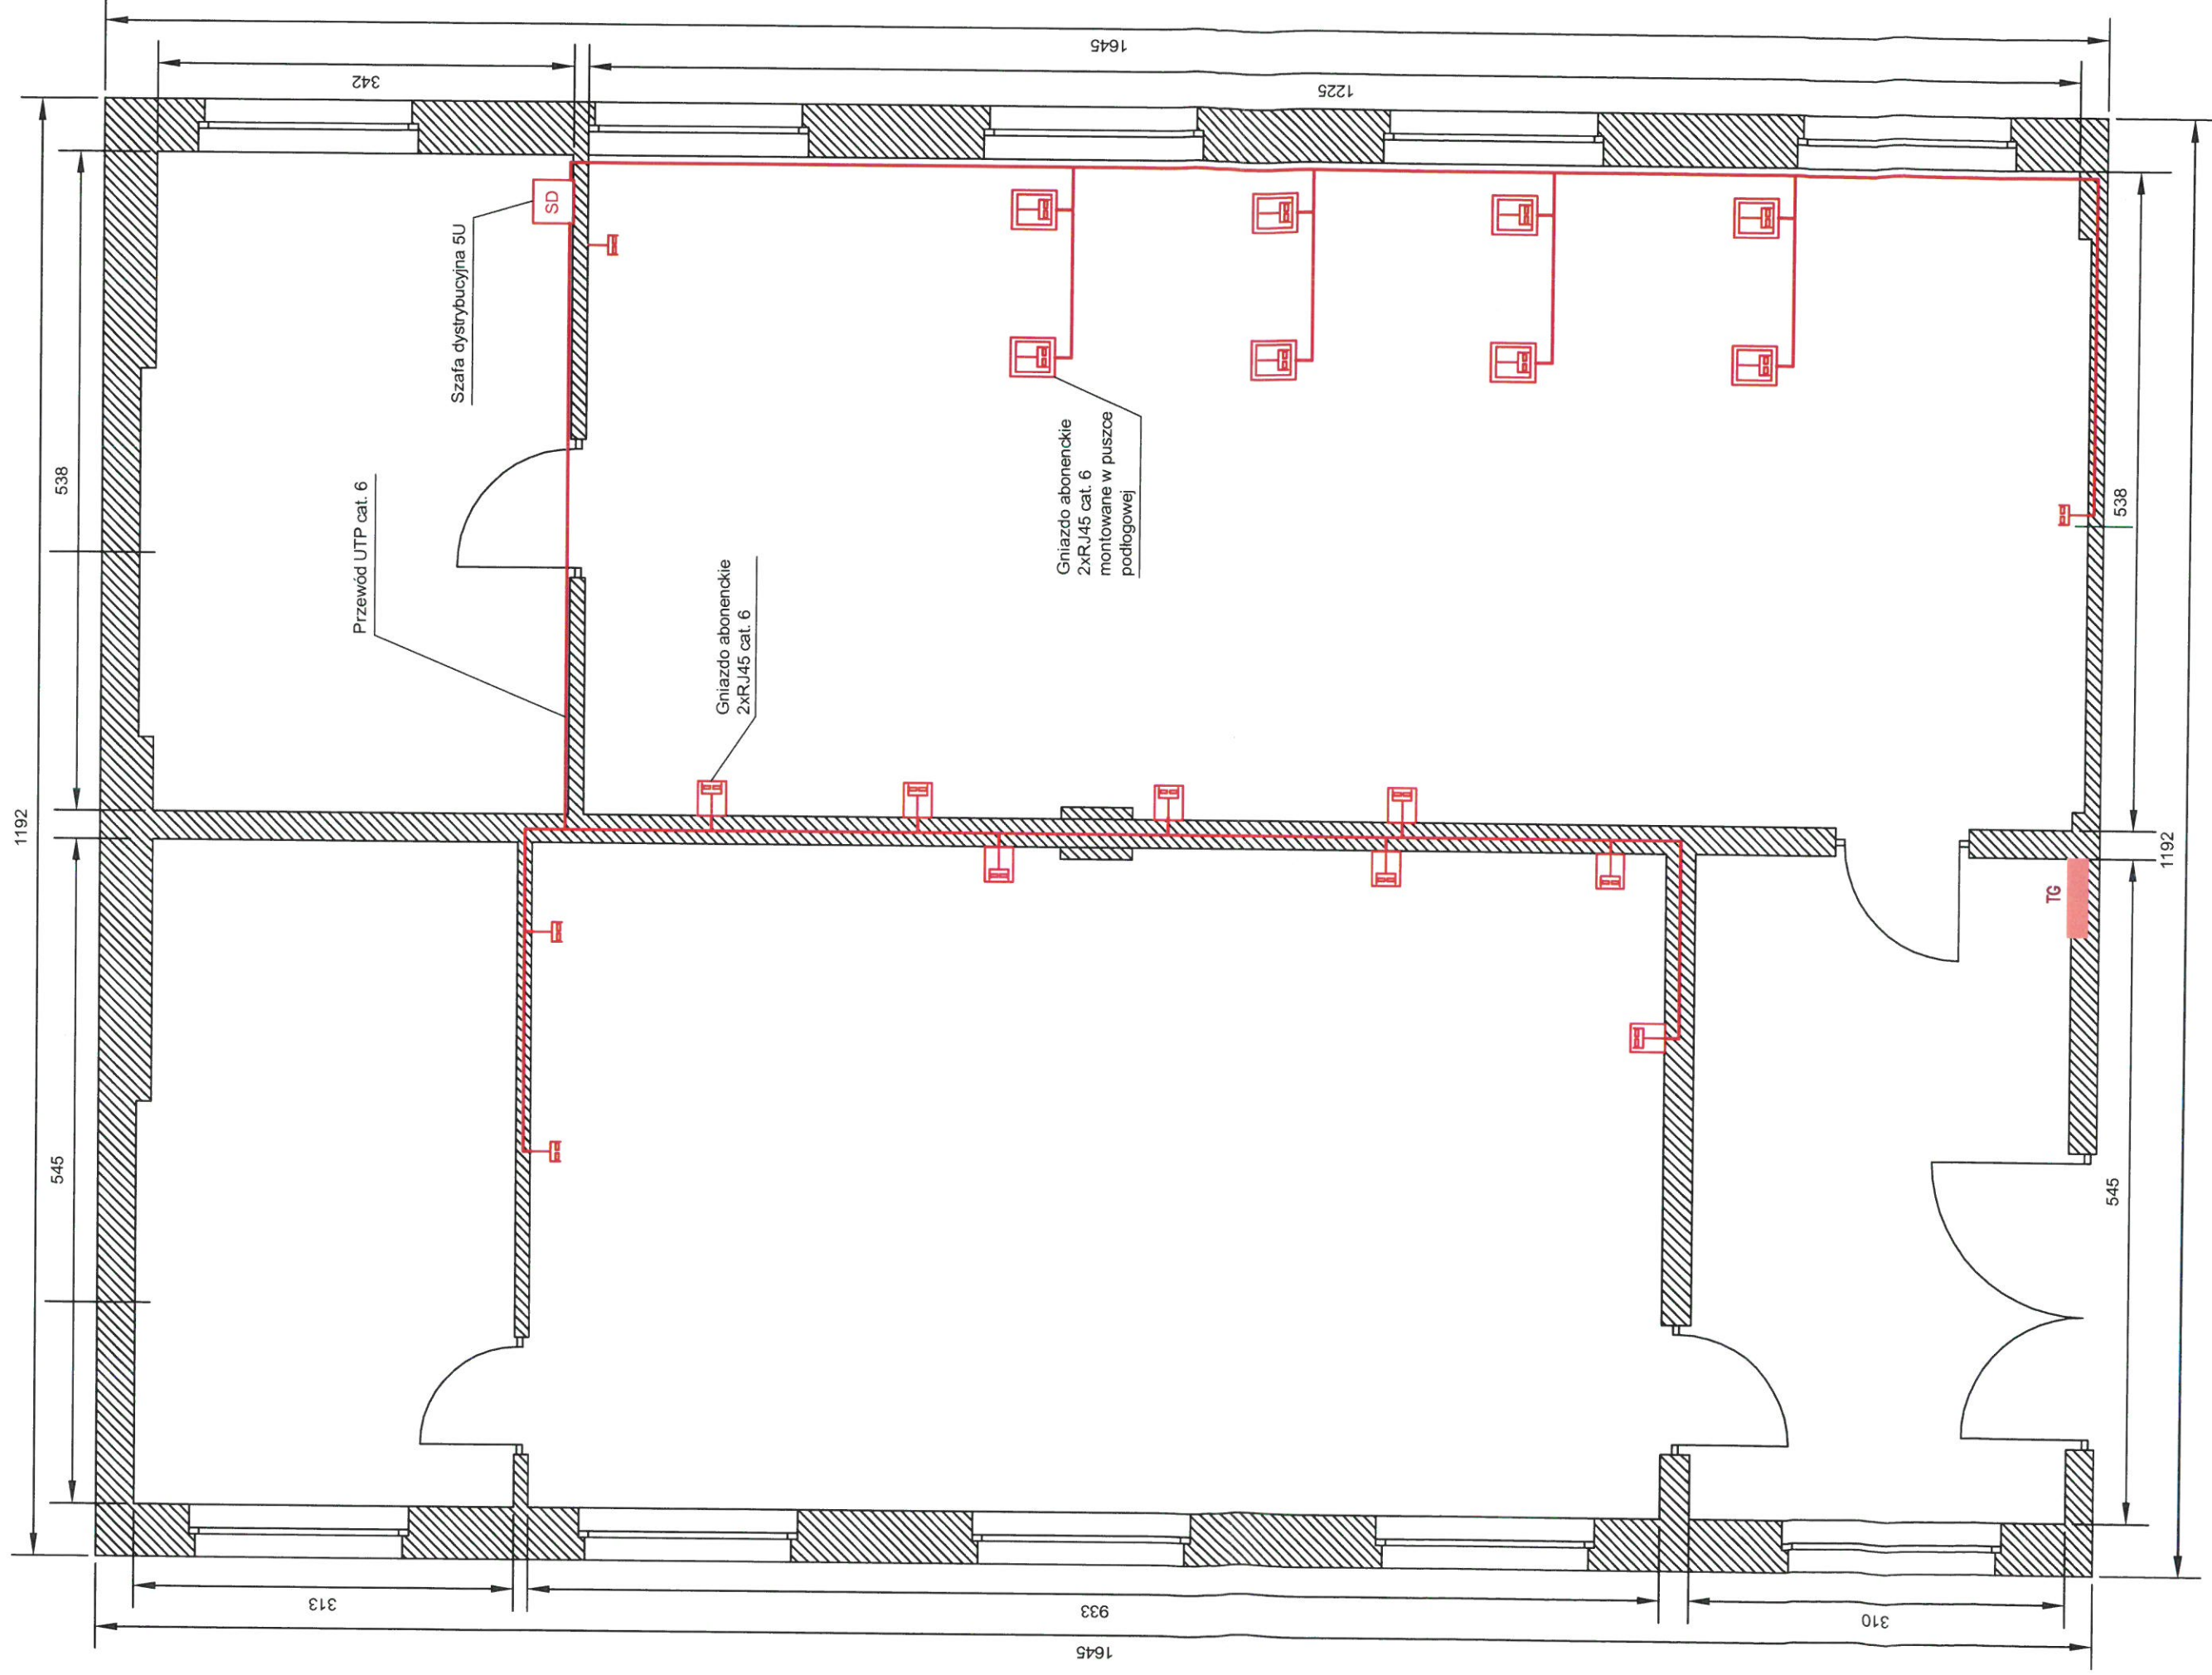 1645
342
1225
1192
538
545
SD
Szafa dystrybucyjna 5U
Przewód UTP cat. 6
Gniazdo abonenckie
2xRJ45 cat. 6
Gniazdo abonenckie
2xRJ45 cat. 6
montowane w puszce
podłogowej
TG
538
1192
545
313
933
310
1645